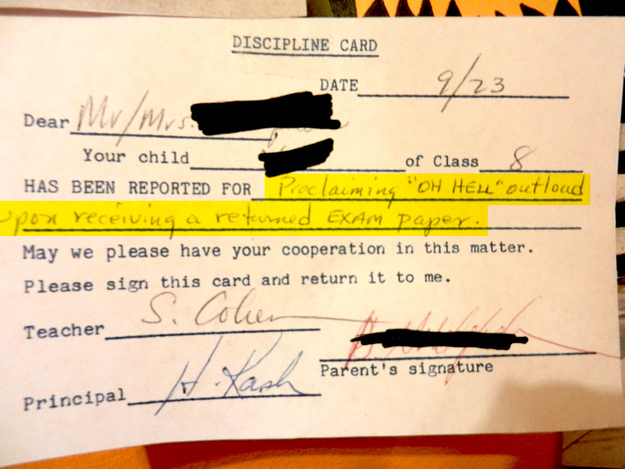 DISCIPLINE CARD
DATE 9/23
Dear Mr/Mrs.
Your child of Class 8
HAS BEEN REPORTED FOR Proclaiming "OH HELL" outloud
upon receiving a returned EXAM paper.
May we please have your cooperation in this matter.
Please sign this card and return it to me.
Teacher S. Cohen
Parent's signature
Principal H. Kash